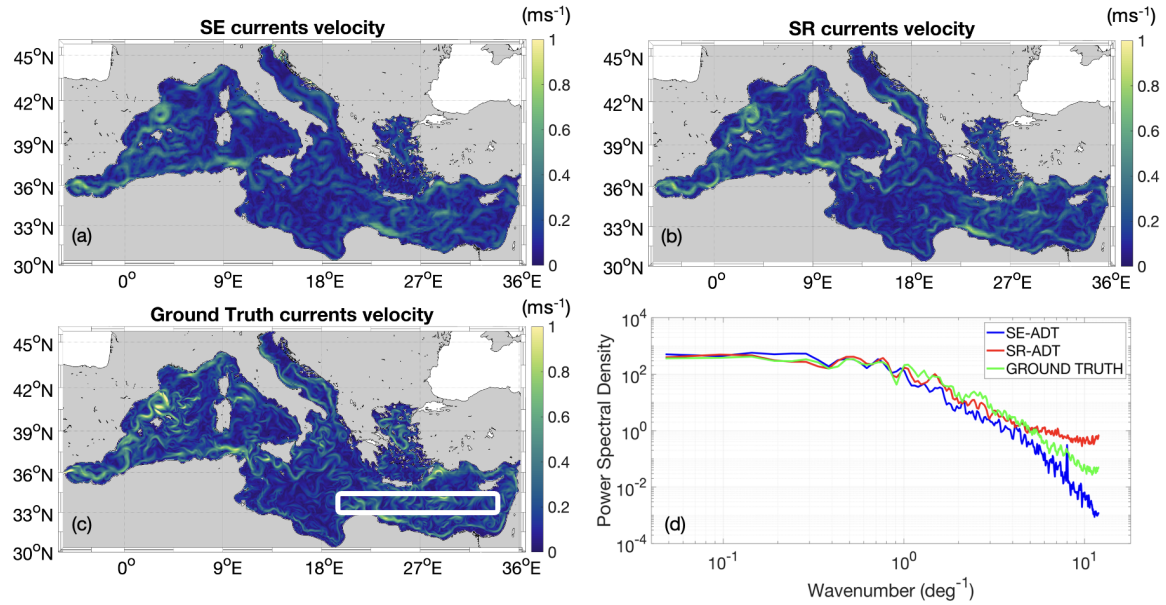 SE currents velocity
(ms⁻¹)
45°N
42°N
39°N
36°N
33°N
30°N
(a)
0°
9°E
18°E
27°E
36°E
1
0.8
0.6
0.4
0.2
0
SR currents velocity
(ms⁻¹)
45°N
42°N
39°N
36°N
33°N
30°N
(b)
0°
9°E
18°E
27°E
36°E
1
0.8
0.6
0.4
0.2
0
Ground Truth currents velocity
(ms⁻¹)
45°N
42°N
39°N
36°N
33°N
30°N
(c)
0°
9°E
18°E
27°E
36°E
1
0.8
0.6
0.4
0.2
0
Power Spectral Density
10⁴
10²
10⁰
10⁻²
10⁻⁴
SE-ADT
SR-ADT
GROUND TRUTH
(d)
10⁻¹
10⁰
10¹
Wavenumber (deg⁻¹)